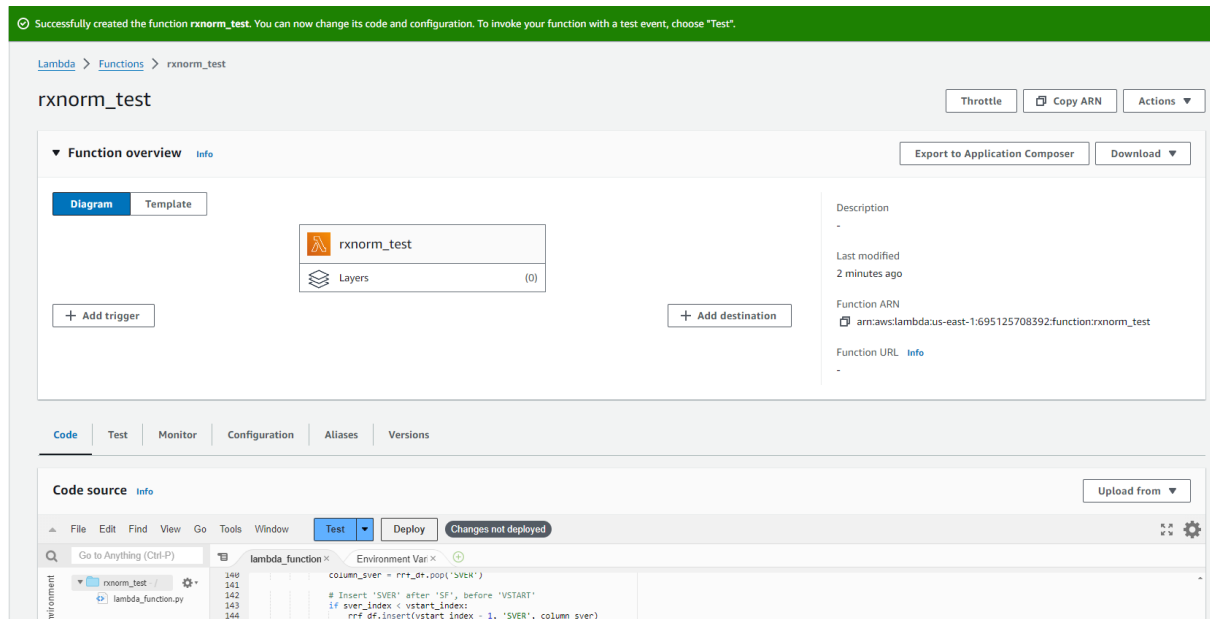 Successfully created the function rxnorm_test. You can now change its code and configuration. To invoke your function with a test event, choose "Test".
Lambda > Functions > rxnorm_test
rxnorm_test
Throttle Copy ARN Actions
Function overview Info
Export to Application Composer Download
Diagram Template
rxnorm_test
Layers (0)
+ Add trigger
+ Add destination
Description
-
Last modified
2 minutes ago
Function ARN
arn:aws:lambda:us-east-1:695125708392:function:rxnorm_test
Function URL Info
-
Code Test Monitor Configuration Aliases Versions
Code source Info
Upload from
File Edit Find View Go Tools Window Test Deploy Changes not deployed
Go to Anything (Ctrl-P) lambda_function × Environment Vari ×
rxnorm_test - /
lambda_function.py
140 column_sver = rrf_df.pop('SVER')
141
142 # Insert 'SVER' after 'SF', before 'VSTART'
143 if sver_index < vstart_index:
144 rrf_df.insert(vstart_index - 1, 'SVER', column_sver)